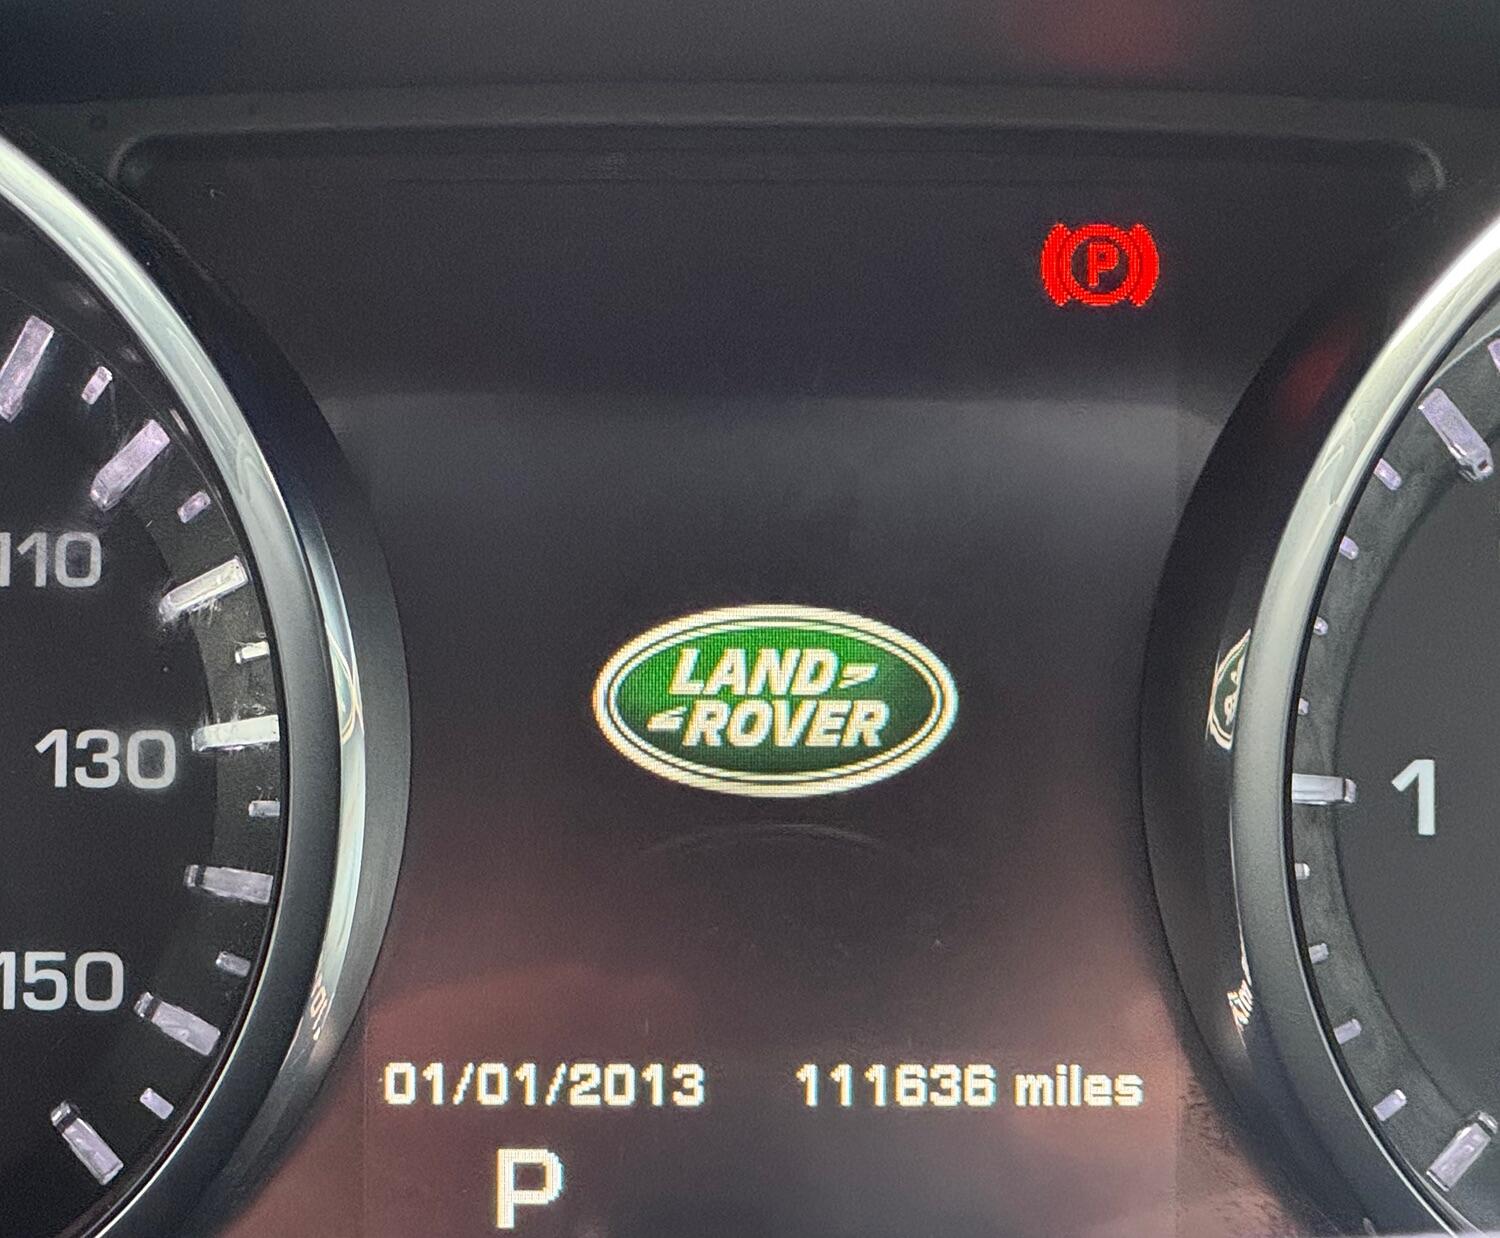 P
110
LAND
ROVER
130
1
150
01/01/2013 111636 miles
P